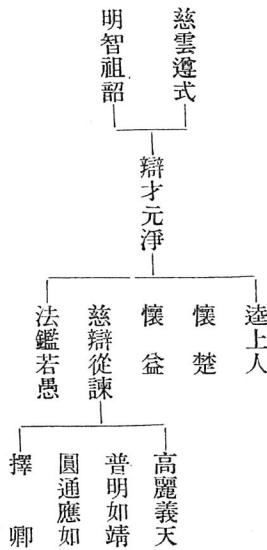 慈雲遵式
明智祖韶
辯才元淨
逵上人
懷楚
懷益
慈辯從諫
法鑑若愚
高麗義天
普明如靖
圓通應如
擇卿